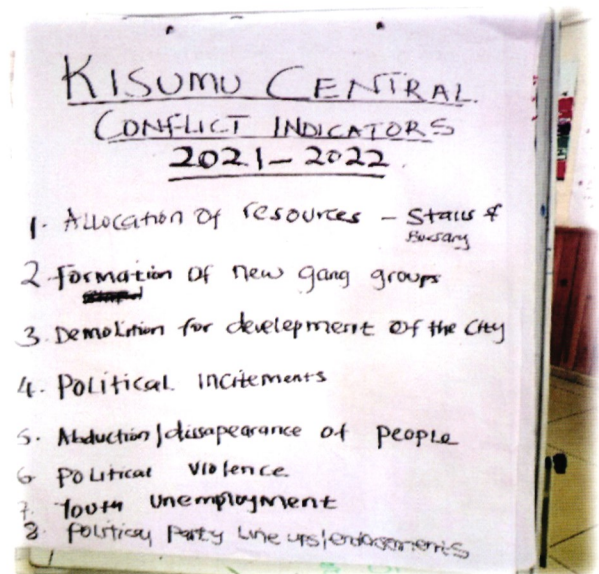 KISUMU CENTRAL
CONFLICT INDICATORS
2021-2022.
1. Allocation of resources - Stalls &
Bursary
2. Formation of new gang groups
3. Demolition for develepment of the City
4. Political incitements
5. Abduction/dissapearance of people
6 Political Violence
7. Youth Unemployment
8. Political Party Line ups/endorsements